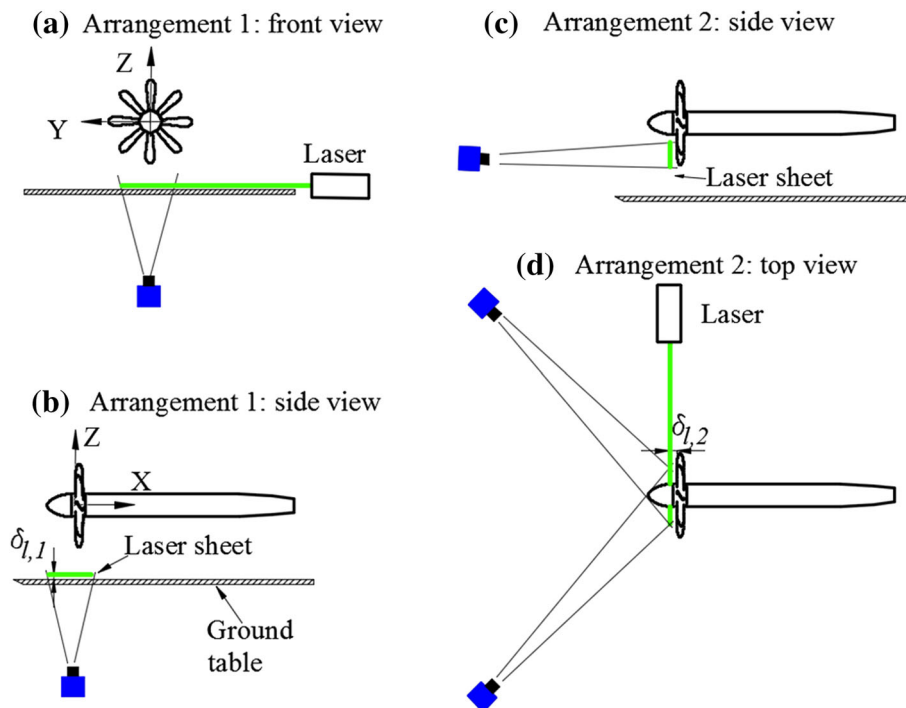 (a) Arrangement 1: front view
Z
Y
Laser
(b) Arrangement 1: side view
Z
X
δl,1
Laser sheet
Ground
table
(c) Arrangement 2: side view
Laser sheet
(d) Arrangement 2: top view
Laser
δl,2